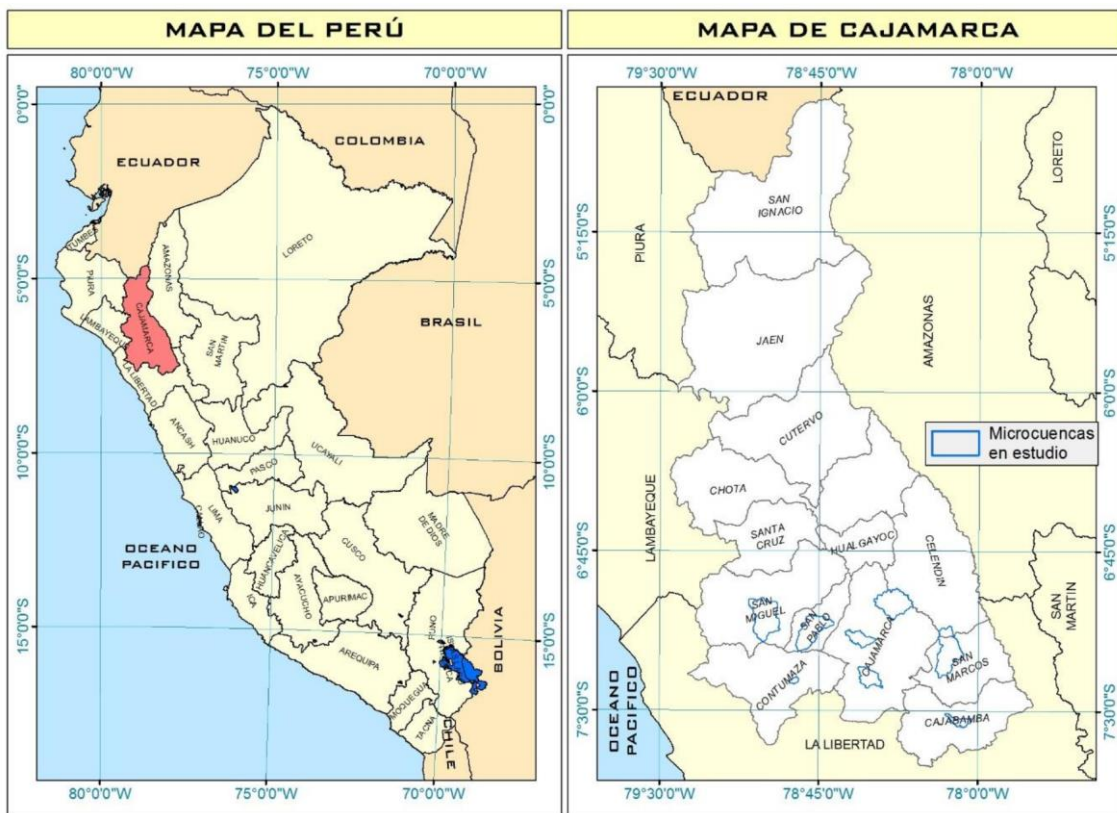 MAPA DEL PERÚ
80°0'0"W
75°0'0"W
70°0'0"W
0°0'0"
0°0'0"
COLOMBIA
ECUADOR
TUMBES
AMAZONAS
LORETO
5°0'0"S
5°0'0"S
PIURA
CAJAMARCA
LAMBAYEQUE
SAN
MARTIN
BRASIL
LA LIBERTAD
ANCASH
HUANUCO
UCAYALI
PASCO
10°0'0"S
10°0'0"S
LIMA
JUNIN
CALLAO
MADRE
DE DIOS
OCEANO
PACIFICO
HUANCAVELICA
CUSCO
ICA
AYACUCHO
APURIMAC
PUNO
BOLIVIA
15°0'0"S
15°0'0"S
AREQUIPA
MOQUEGUA
TACNA
CHILE
80°0'0"W
75°0'0"W
70°0'0"W
MAPA DE CAJAMARCA
79°30'0"W
78°45'0"W
78°0'0"W
ECUADOR
LORETO
SAN
IGNACIO
5°15'0"S
5°15'0"S
PIURA
AMAZONAS
JAEN
6°0'0"S
6°0'0"S
CUTERVO
Microcuencas
en estudio
CHOTA
LAMBAYEQUE
SANTA
CRUZ
HUALGAYOC
CELENDIN
6°45'0"S
6°45'0"S
SAN
MIGUEL
SAN
PABLO
CAJAMARCA
SAN
MARCOS
SAN
MARTIN
CONTUMAZA
OCEANO
PACIFICO
CAJABAMBA
7°30'0"S
7°30'0"S
LA LIBERTAD
79°30'0"W
78°45'0"W
78°0'0"W